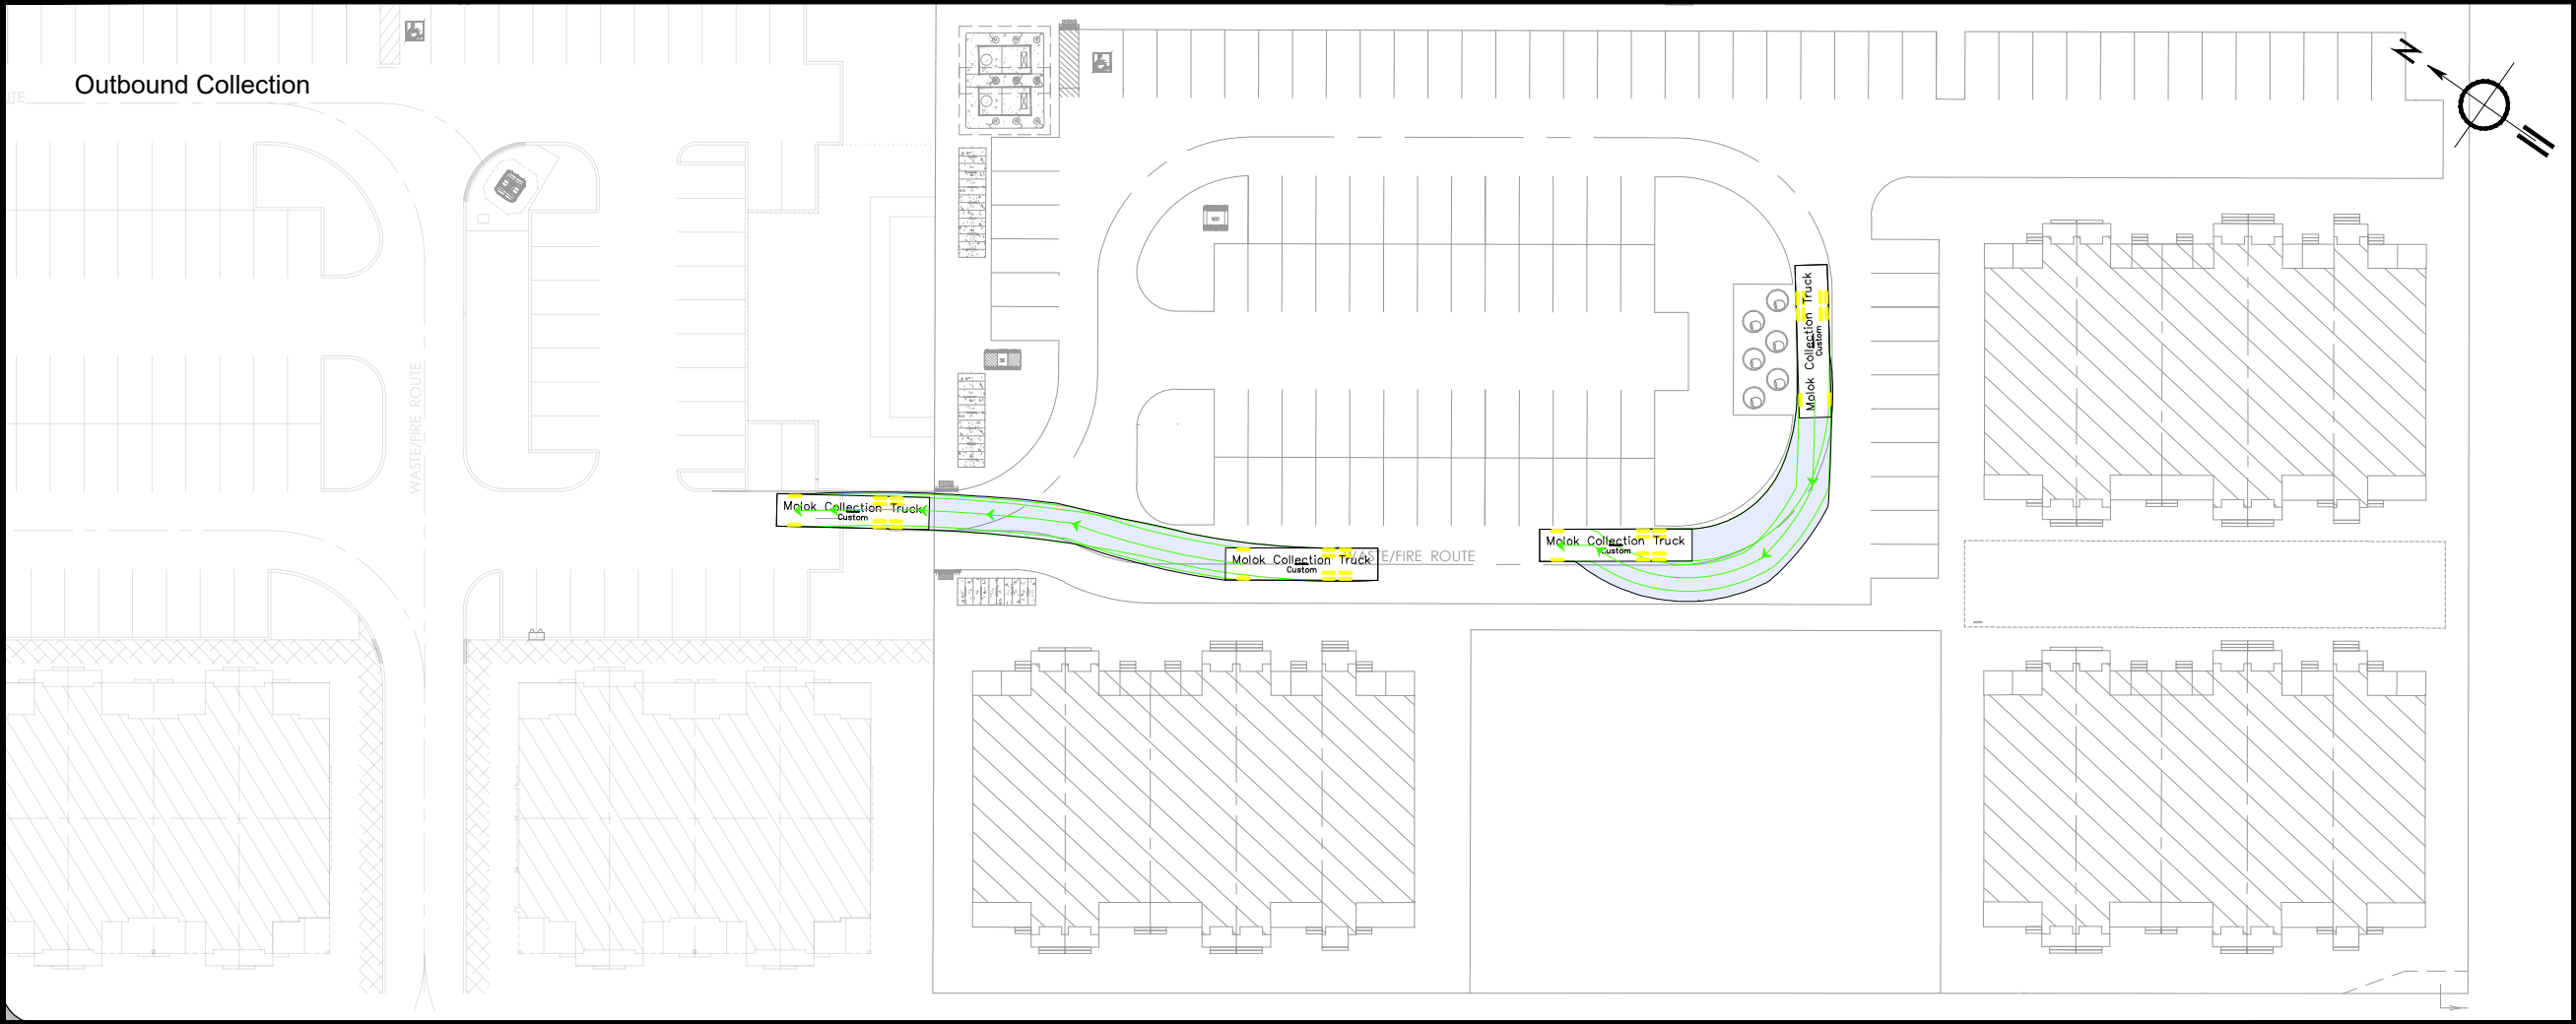 Outbound Collection
N
WASTE/FIRE ROUTE
Molok Collection Truck
Custom
Molok Collection Truck
Custom
WASTE/FIRE ROUTE
Molok Collection Truck
Custom
Molok Collection Truck
Custom